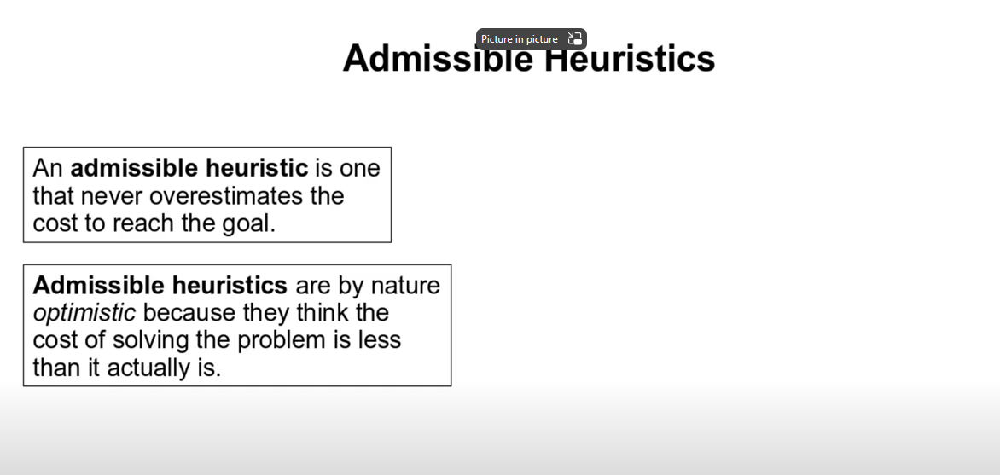 Picture in picture
Admissible Heuristics
An admissible heuristic is one
that never overestimates the
cost to reach the goal.
Admissible heuristics are by nature
optimistic because they think the
cost of solving the problem is less
than it actually is.